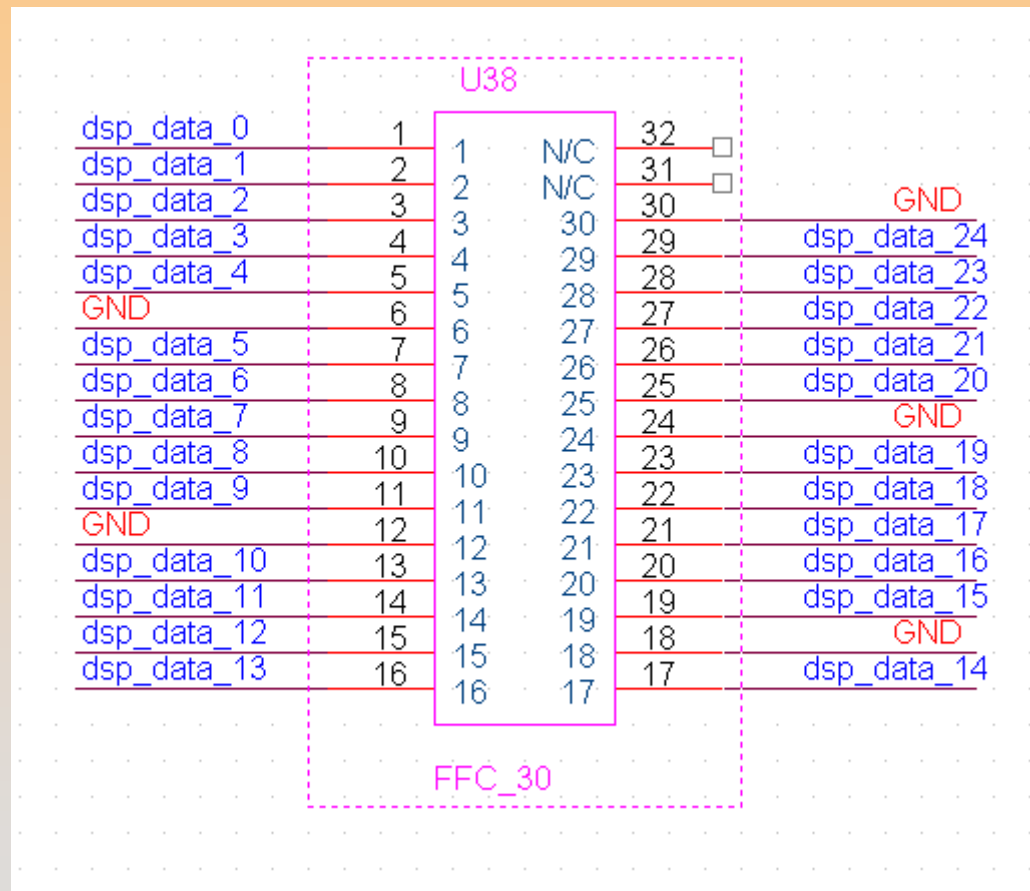 U38
dsp_data_0 1 1 N/C 32
dsp_data_1 2 2 N/C 31
dsp_data_2 3 3 30 30 GND
dsp_data_3 4 4 29 29 dsp_data_24
dsp_data_4 5 5 28 28 dsp_data_23
GND 6 6 27 27 dsp_data_22
dsp_data_5 7 7 26 26 dsp_data_21
dsp_data_6 8 8 25 25 dsp_data_20
dsp_data_7 9 9 24 24 GND
dsp_data_8 10 10 23 23 dsp_data_19
dsp_data_9 11 11 22 22 dsp_data_18
GND 12 12 21 21 dsp_data_17
dsp_data_10 13 13 20 20 dsp_data_16
dsp_data_11 14 14 19 19 dsp_data_15
dsp_data_12 15 15 18 18 GND
dsp_data_13 16 16 17 17 dsp_data_14
FFC_30